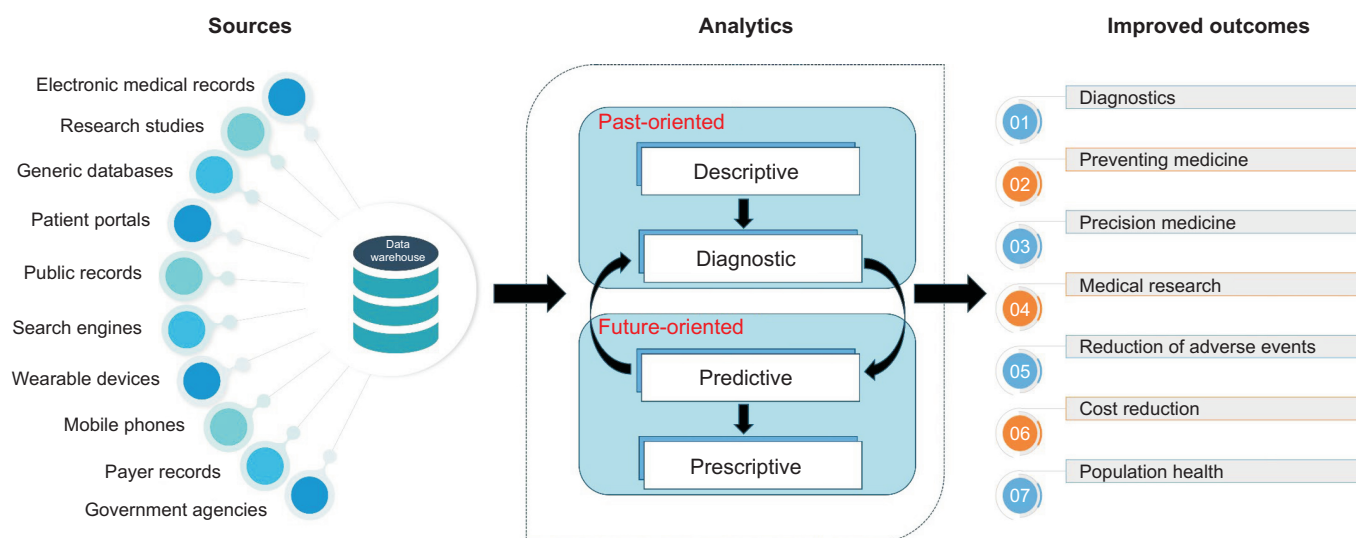 Sources
Electronic medical records
Research studies
Generic databases
Patient portals
Public records
Search engines
Wearable devices
Mobile phones
Payer records
Government agencies
Data
warehouse
Analytics
Past-oriented
Descriptive
Diagnostic
Future-oriented
Predictive
Prescriptive
Improved outcomes
01
Diagnostics
02
Preventing medicine
03
Precision medicine
04
Medical research
05
Reduction of adverse events
06
Cost reduction
07
Population health